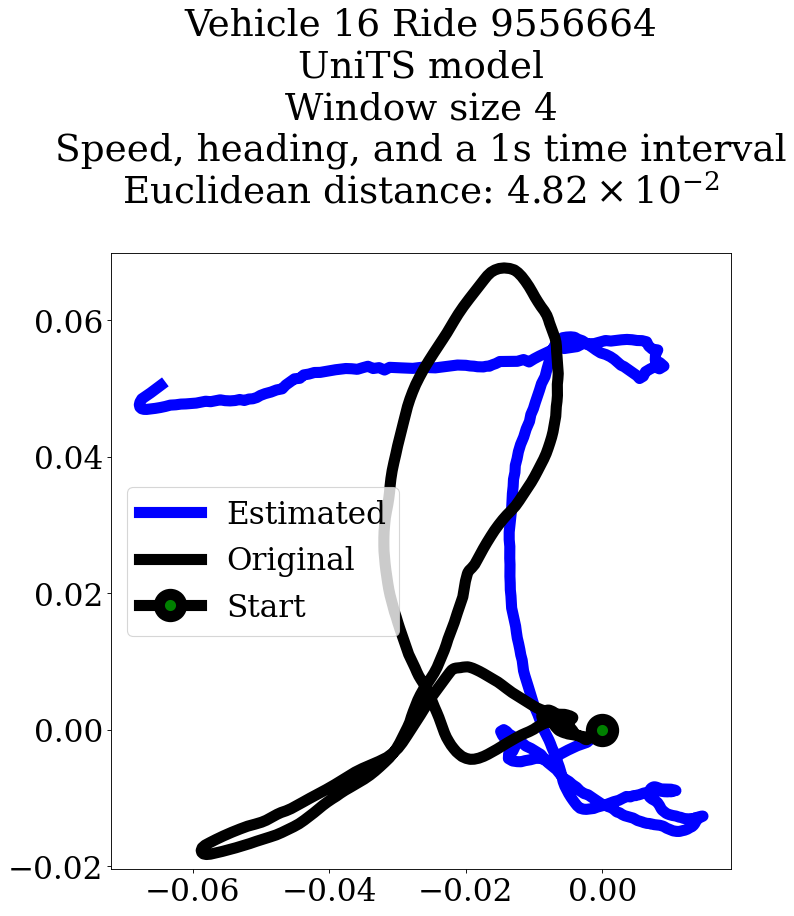 Vehicle 16 Ride 9556664
UniTS model
Window size 4
Speed, heading, and a 1s time interval
Euclidean distance: 4.82 × 10⁻²
0.06
0.04
0.02
0.00
−0.02
Estimated
Original
Start
−0.06 −0.04 −0.02 0.00